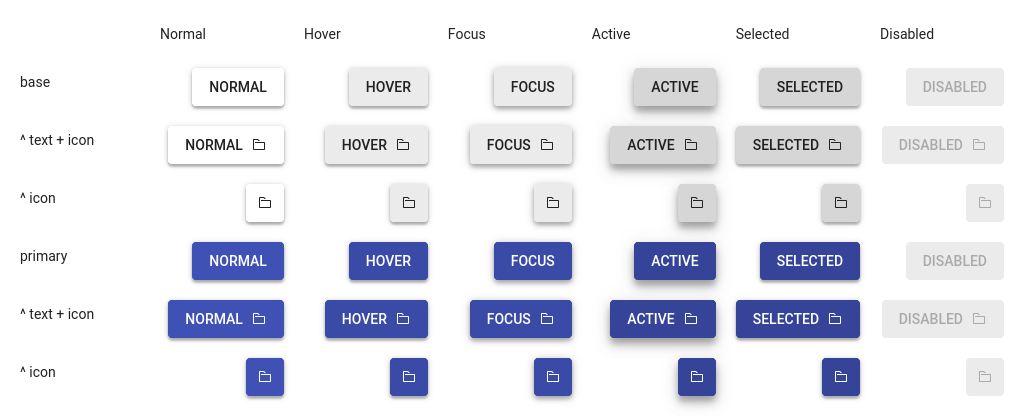 Normal Hover Focus Active Selected Disabled
base NORMAL HOVER FOCUS ACTIVE SELECTED DISABLED
^ text + icon NORMAL HOVER FOCUS ACTIVE SELECTED DISABLED
^ icon
primary NORMAL HOVER FOCUS ACTIVE SELECTED DISABLED
^ text + icon NORMAL HOVER FOCUS ACTIVE SELECTED DISABLED
^ icon